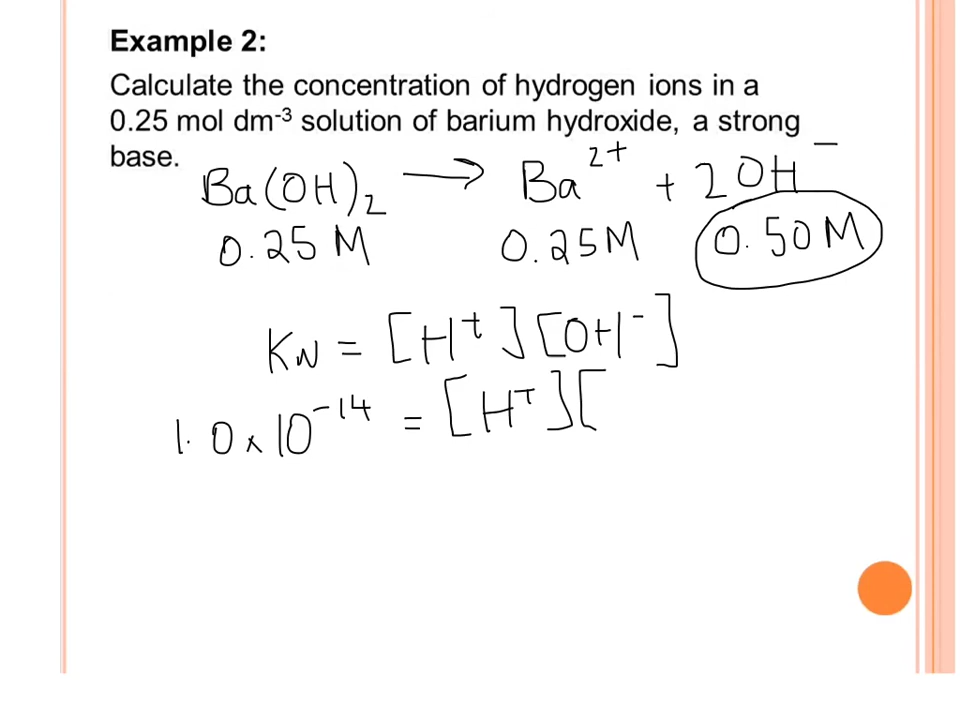 Example 2:
Calculate the concentration of hydrogen ions in a
0.25 mol dm⁻³ solution of barium hydroxide, a strong
base.
Ba(OH)₂ → Ba²⁺ + 2OH⁻
0.25 M 0.25 M 0.50 M
Kw = [H⁺][OH⁻]
1.0 x 10⁻¹⁴ = [H⁺][